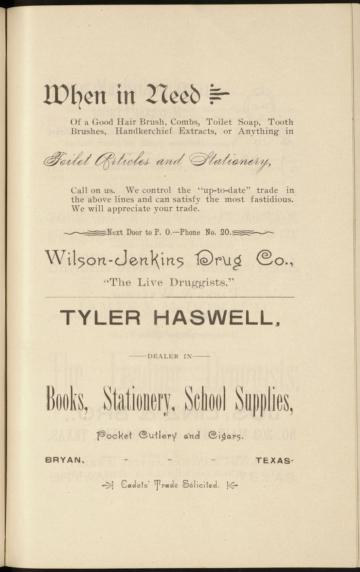 When in Need
Of a Good Hair Brush, Combs, Toilet Soap, Tooth
Brushes, Handkerchief Extracts, or Anything in
Toilet Articles and Stationery,
Call on us. We control the "up-to-date" trade in
the above lines and can satisfy the most fastidious.
We will appreciate your trade.
Next Door to P. O.—Phone No. 20.
Wilson-Jenkins Drug Co.,
"The Live Druggists."
TYLER HASWELL,
DEALER IN
Books, Stationery, School Supplies,
Pocket Cutlery and Cigars.
BRYAN, - - - TEXAS.
Cadets' Trade Solicited.